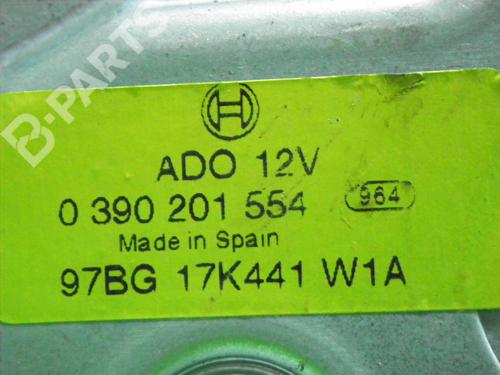 B-PARTS
ADO 12V
0 390 201 554 964
Made in Spain
97BG 17K441 W1A